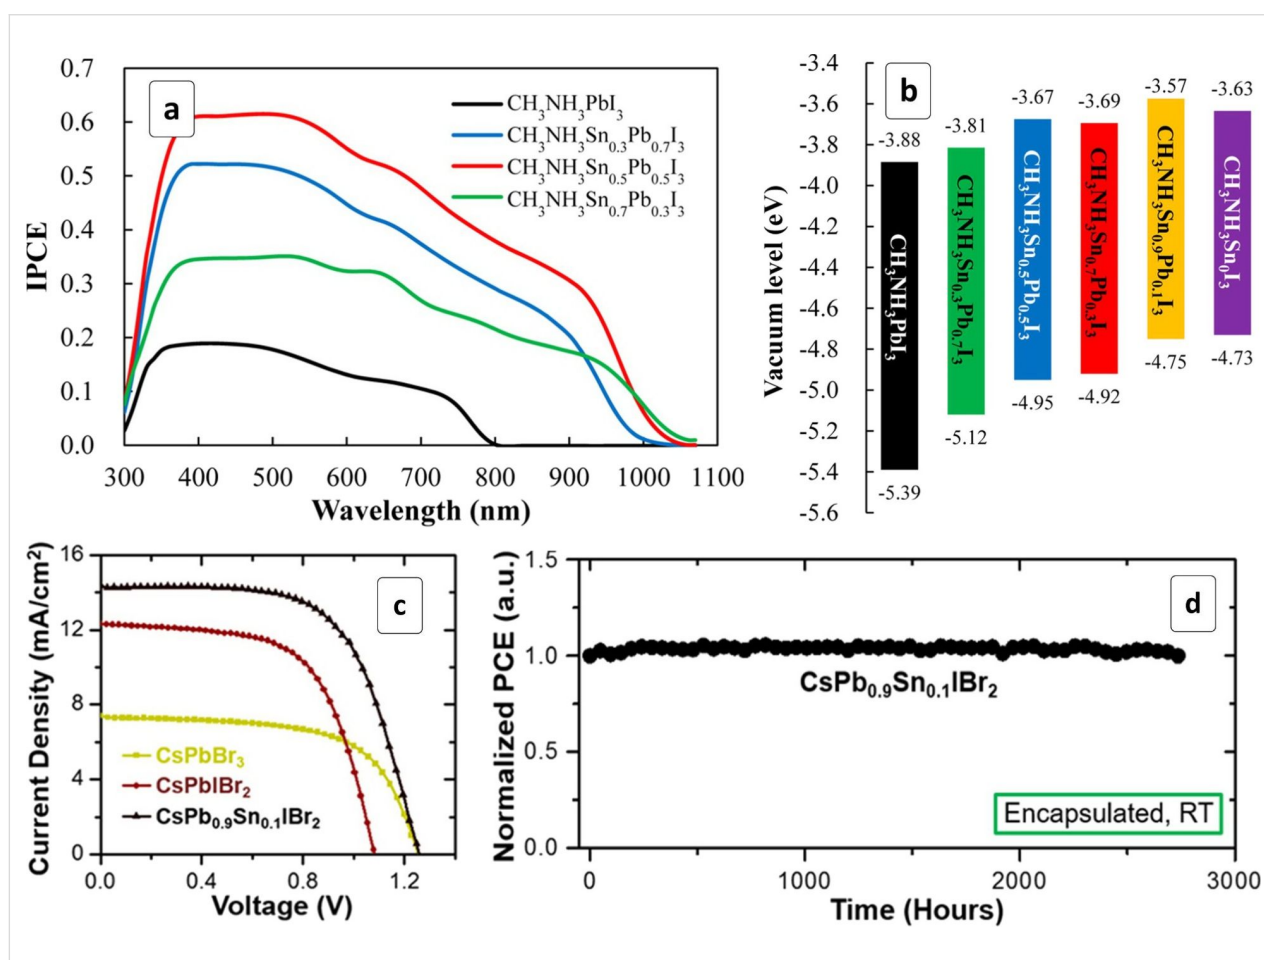 a
0.7
0.6
0.5
0.4
0.3
0.2
0.1
0.0
IPCE
300 400 500 600 700 800 900 1000 1100
Wavelength (nm)
CH₃NH₃PbI₃
CH₃NH₃Sn₀.₃Pb₀.₇I₃
CH₃NH₃Sn₀.₅Pb₀.₅I₃
CH₃NH₃Sn₀.₇Pb₀.₃I₃
b
-3.4
-3.6
-3.8
-4.0
-4.2
-4.4
-4.6
-4.8
-5.0
-5.2
-5.4
-5.6
Vacuum level (eV)
-3.88
CH₃NH₃PbI₃
-5.39
-3.81
CH₃NH₃Sn₀.₃Pb₀.₇I₃
-5.12
-3.67
CH₃NH₃Sn₀.₅Pb₀.₅I₃
-4.95
-3.69
CH₃NH₃Sn₀.₇Pb₀.₃I₃
-4.92
-3.57
CH₃NH₃Sn₀.₉Pb₀.₁I₃
-4.75
-3.63
CH₃NH₃Sn₀I₃
-4.73
c
16
12
8
4
0
Current Density (mA/cm²)
0.0 0.4 0.8 1.2
Voltage (V)
CsPbBr₃
CsPbIBr₂
CsPb₀.₉Sn₀.₁IBr₂
d
1.5
1.0
0.5
0.0
Normalized PCE (a.u.)
CsPb₀.₉Sn₀.₁IBr₂
Encapsulated, RT
0 1000 2000 3000
Time (Hours)